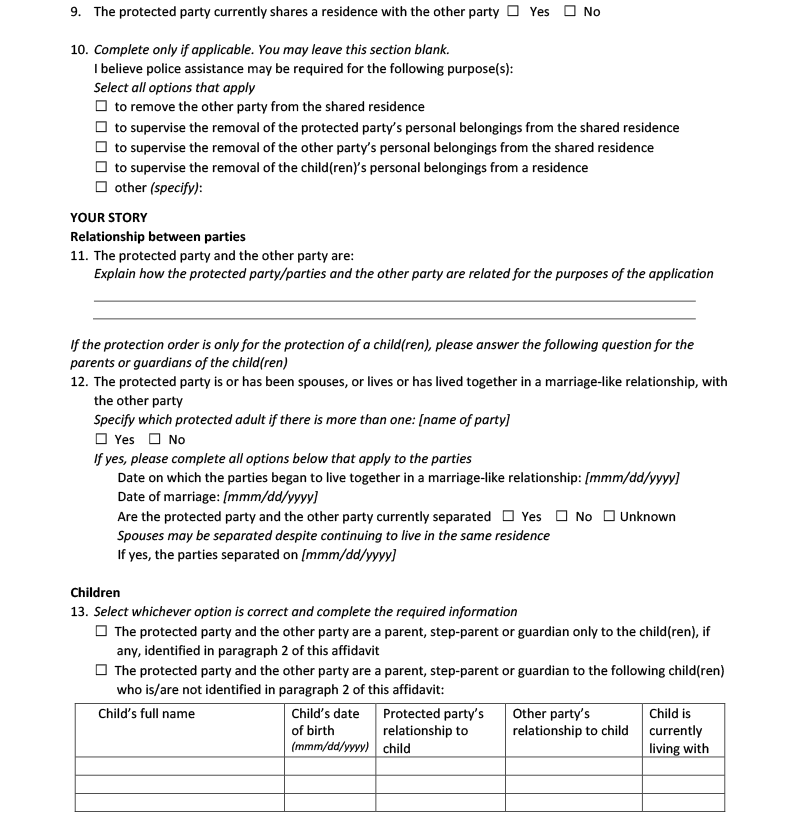 9. The protected party currently shares a residence with the other party ☐ Yes ☐ No
10. Complete only if applicable. You may leave this section blank.
I believe police assistance may be required for the following purpose(s):
Select all options that apply
☐ to remove the other party from the shared residence
☐ to supervise the removal of the protected party’s personal belongings from the shared residence
☐ to supervise the removal of the other party’s personal belongings from the shared residence
☐ to supervise the removal of the child(ren)’s personal belongings from a residence
☐ other (specify):
YOUR STORY
Relationship between parties
11. The protected party and the other party are:
Explain how the protected party/parties and the other party are related for the purposes of the application
If the protection order is only for the protection of a child(ren), please answer the following question for the
parents or guardians of the child(ren)
12. The protected party is or has been spouses, or lives or has lived together in a marriage-like relationship, with
the other party
Specify which protected adult if there is more than one: [name of party]
☐ Yes ☐ No
If yes, please complete all options below that apply to the parties
Date on which the parties began to live together in a marriage-like relationship: [mmm/dd/yyyy]
Date of marriage: [mmm/dd/yyyy]
Are the protected party and the other party currently separated ☐ Yes ☐ No ☐ Unknown
Spouses may be separated despite continuing to live in the same residence
If yes, the parties separated on [mmm/dd/yyyy]
Children
13. Select whichever option is correct and complete the required information
☐ The protected party and the other party are a parent, step-parent or guardian only to the child(ren), if
any, identified in paragraph 2 of this affidavit
☐ The protected party and the other party are a parent, step-parent or guardian to the following child(ren)
who is/are not identified in paragraph 2 of this affidavit:
Child’s full name
Child’s date
of birth
(mmm/dd/yyyy)
Protected party’s
relationship to
child
Other party’s
relationship to child
Child is
currently
living with